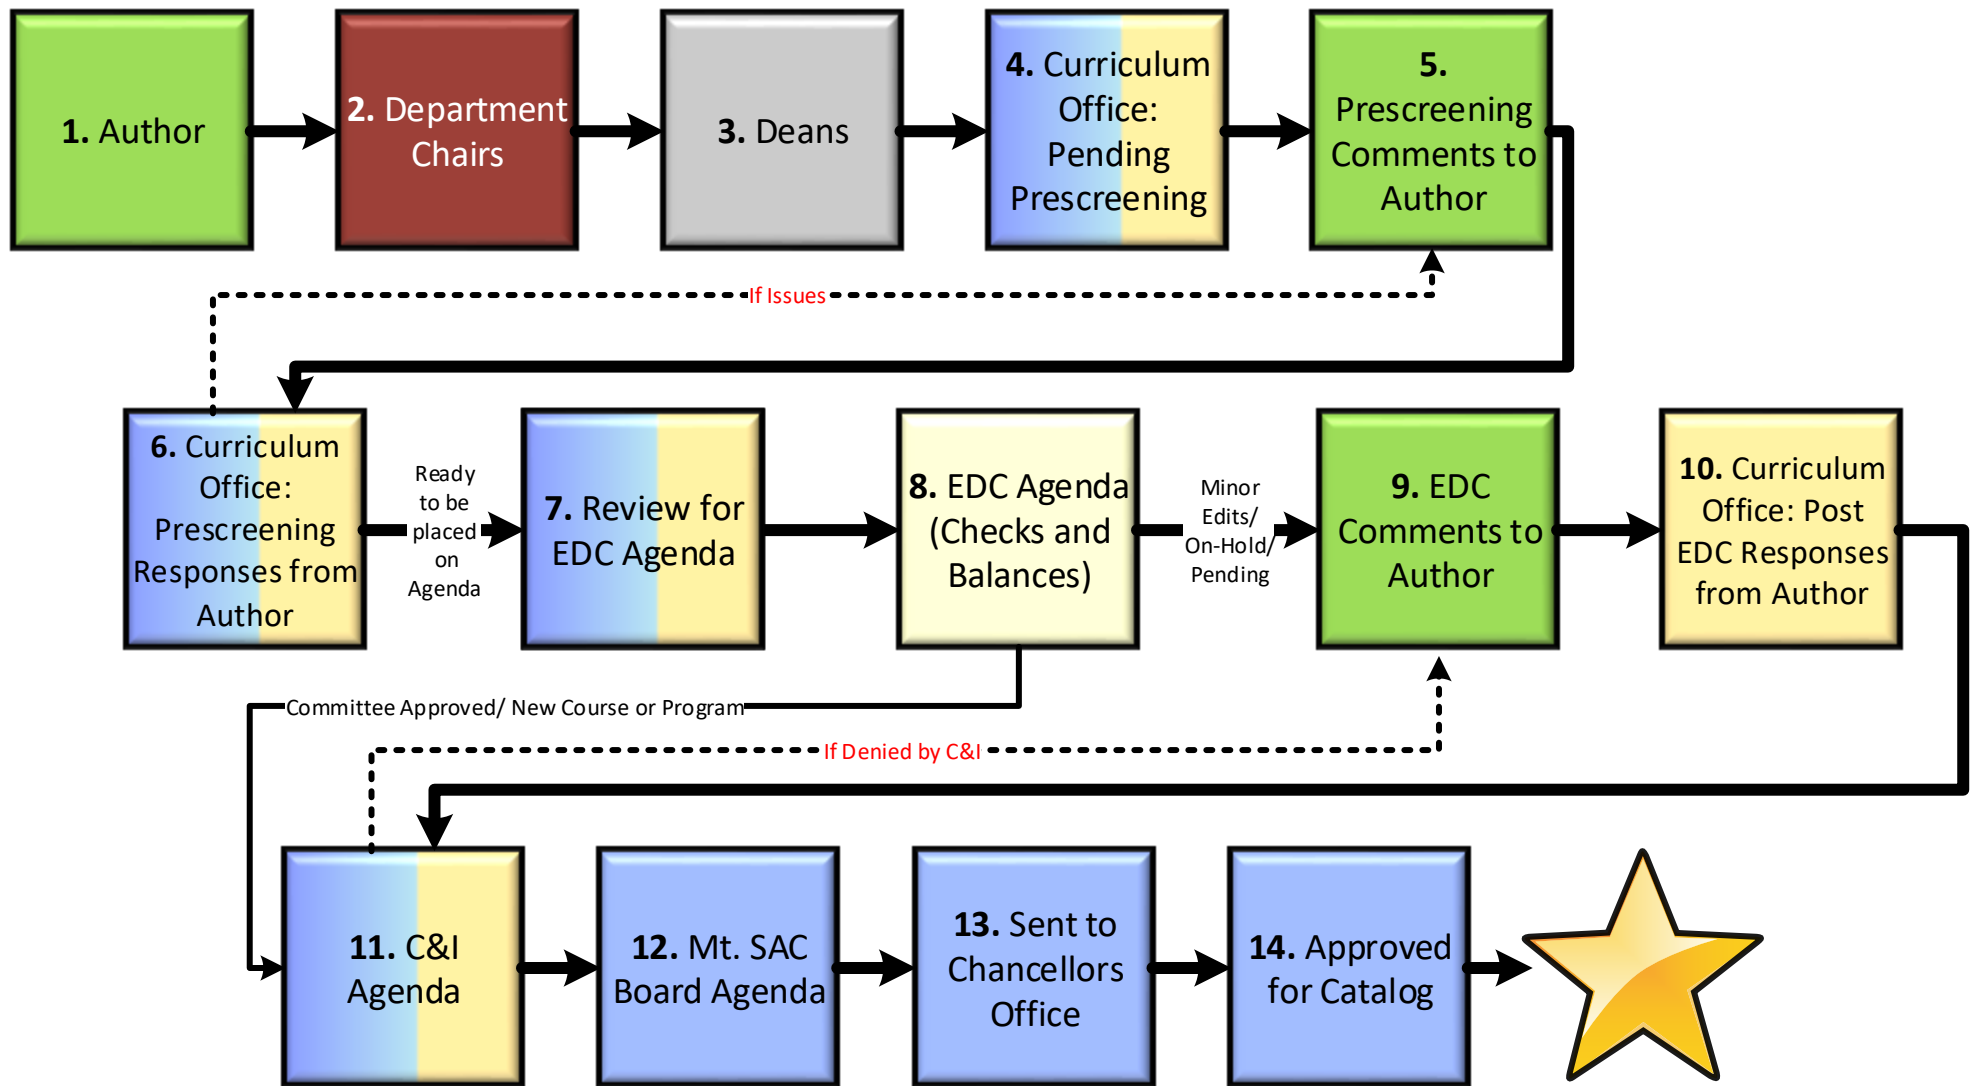 1. Author
2. Department
Chairs
3. Deans
4. Curriculum
Office:
Pending
Prescreening
5.
Prescreening
Comments to
Author
If Issues
6. Curriculum
Office:
Prescreening
Responses from
Author
Ready
to be
placed
on
Agenda
7. Review for
EDC Agenda
8. EDC Agenda
(Checks and
Balances)
Minor
Edits/
On-Hold/
Pending
9. EDC
Comments to
Author
10. Curriculum
Office: Post
EDC Responses
from Author
Committee Approved/ New Course or Program
If Denied by C&I
11. C&I
Agenda
12. Mt. SAC
Board Agenda
13. Sent to
Chancellors
Office
14. Approved
for Catalog